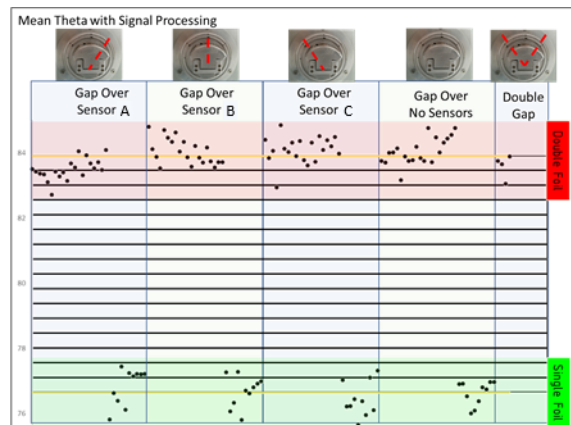 Mean Theta with Signal Processing
Gap Over
Sensor A
Gap Over
Sensor B
Gap Over
Sensor C
Gap Over
No Sensors
Double
Gap
84
82
80
78
76
Double Foil
Single Foil